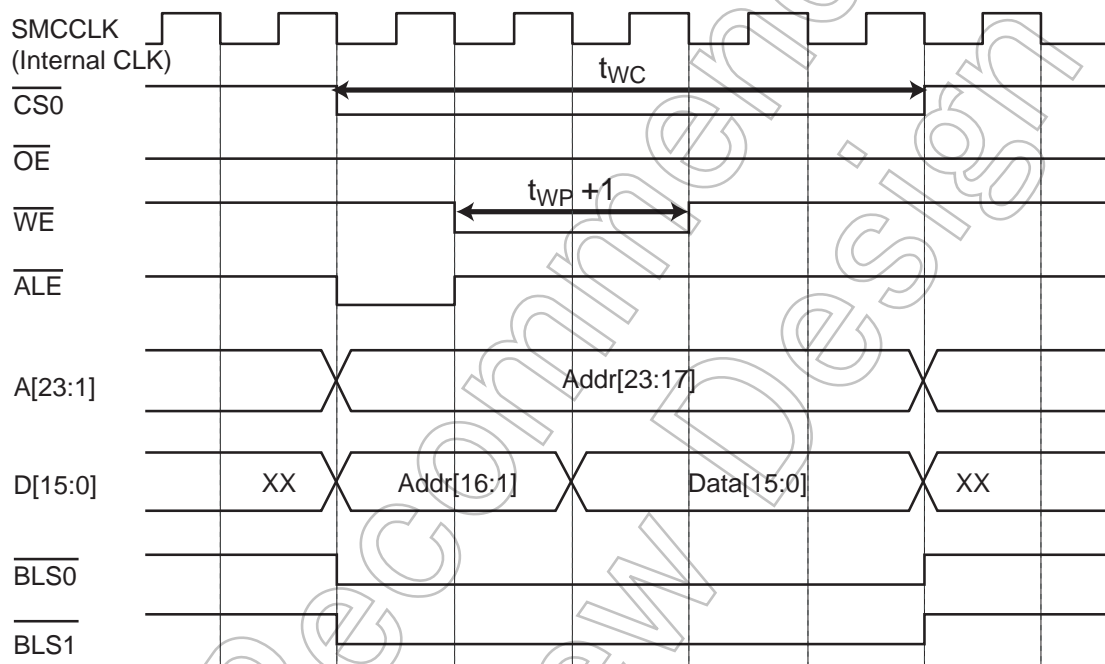 SMCCLK
(Internal CLK)
tWC
CS0
OE
tWP +1
WE
ALE
A[23:1]
Addr[23:17]
D[15:0]
XX
Addr[16:1]
Data[15:0]
XX
BLS0
BLS1